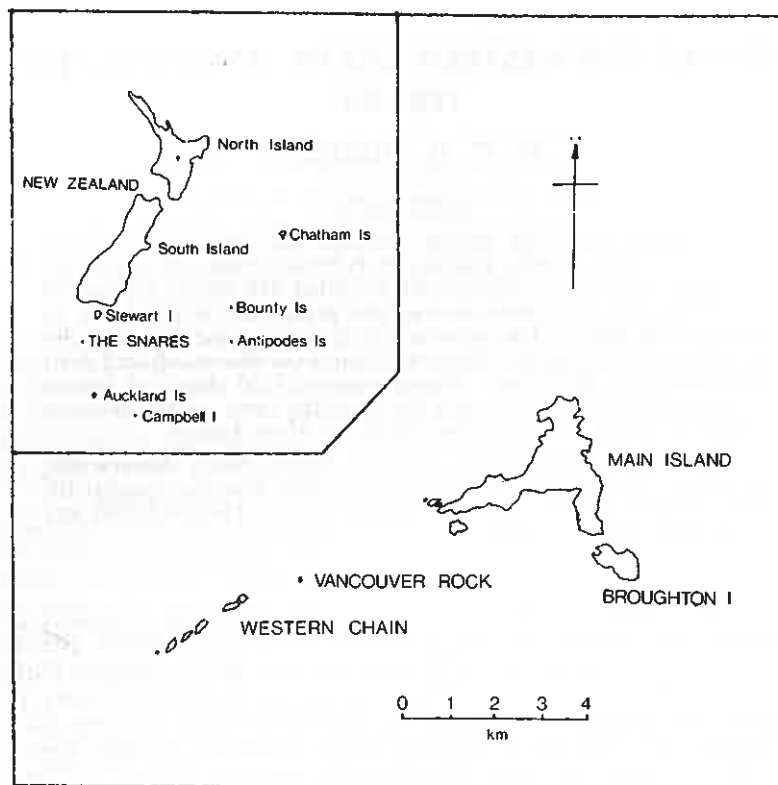 North Island
NEW ZEALAND
Chatham Is
South Island
Bounty Is
Stewart I
THE SNARES
Antipodes Is
Auckland Is
Campbell I
MAIN ISLAND
VANCOUVER ROCK
BROUGHTON I
WESTERN CHAIN
0 1 2 3 4
km